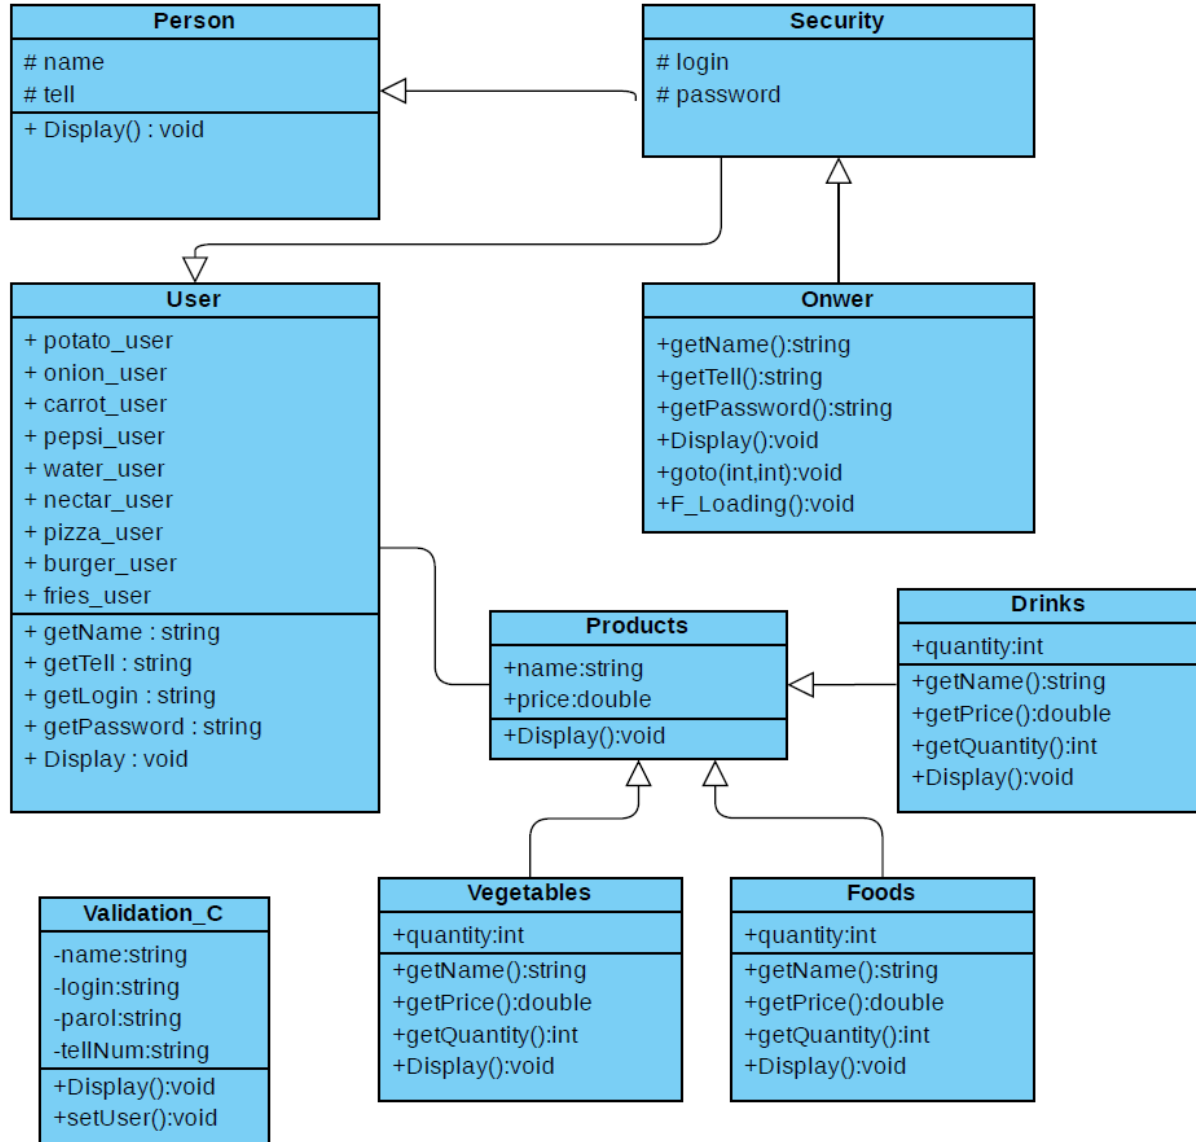 Person
# name
# tell
+ Display() : void
Security
# login
# password
User
+ potato_user
+ onion_user
+ carrot_user
+ pepsi_user
+ water_user
+ nectar_user
+ pizza_user
+ burger_user
+ fries_user
+ getName : string
+ getTell : string
+ getLogin : string
+ getPassword : string
+ Display : void
Onwer
+getName():string
+getTell():string
+getPassword():string
+Display():void
+goto(int,int):void
+F_Loading():void
Products
+name:string
+price:double
+Display():void
Drinks
+quantity:int
+getName():string
+getPrice():double
+getQuantity():int
+Display():void
Validation_C
-name:string
-login:string
-parol:string
-tellNum:string
+Display():void
+setUser():void
Vegetables
+quantity:int
+getName():string
+getPrice():double
+getQuantity():int
+Display():void
Foods
+quantity:int
+getName():string
+getPrice():double
+getQuantity():int
+Display():void